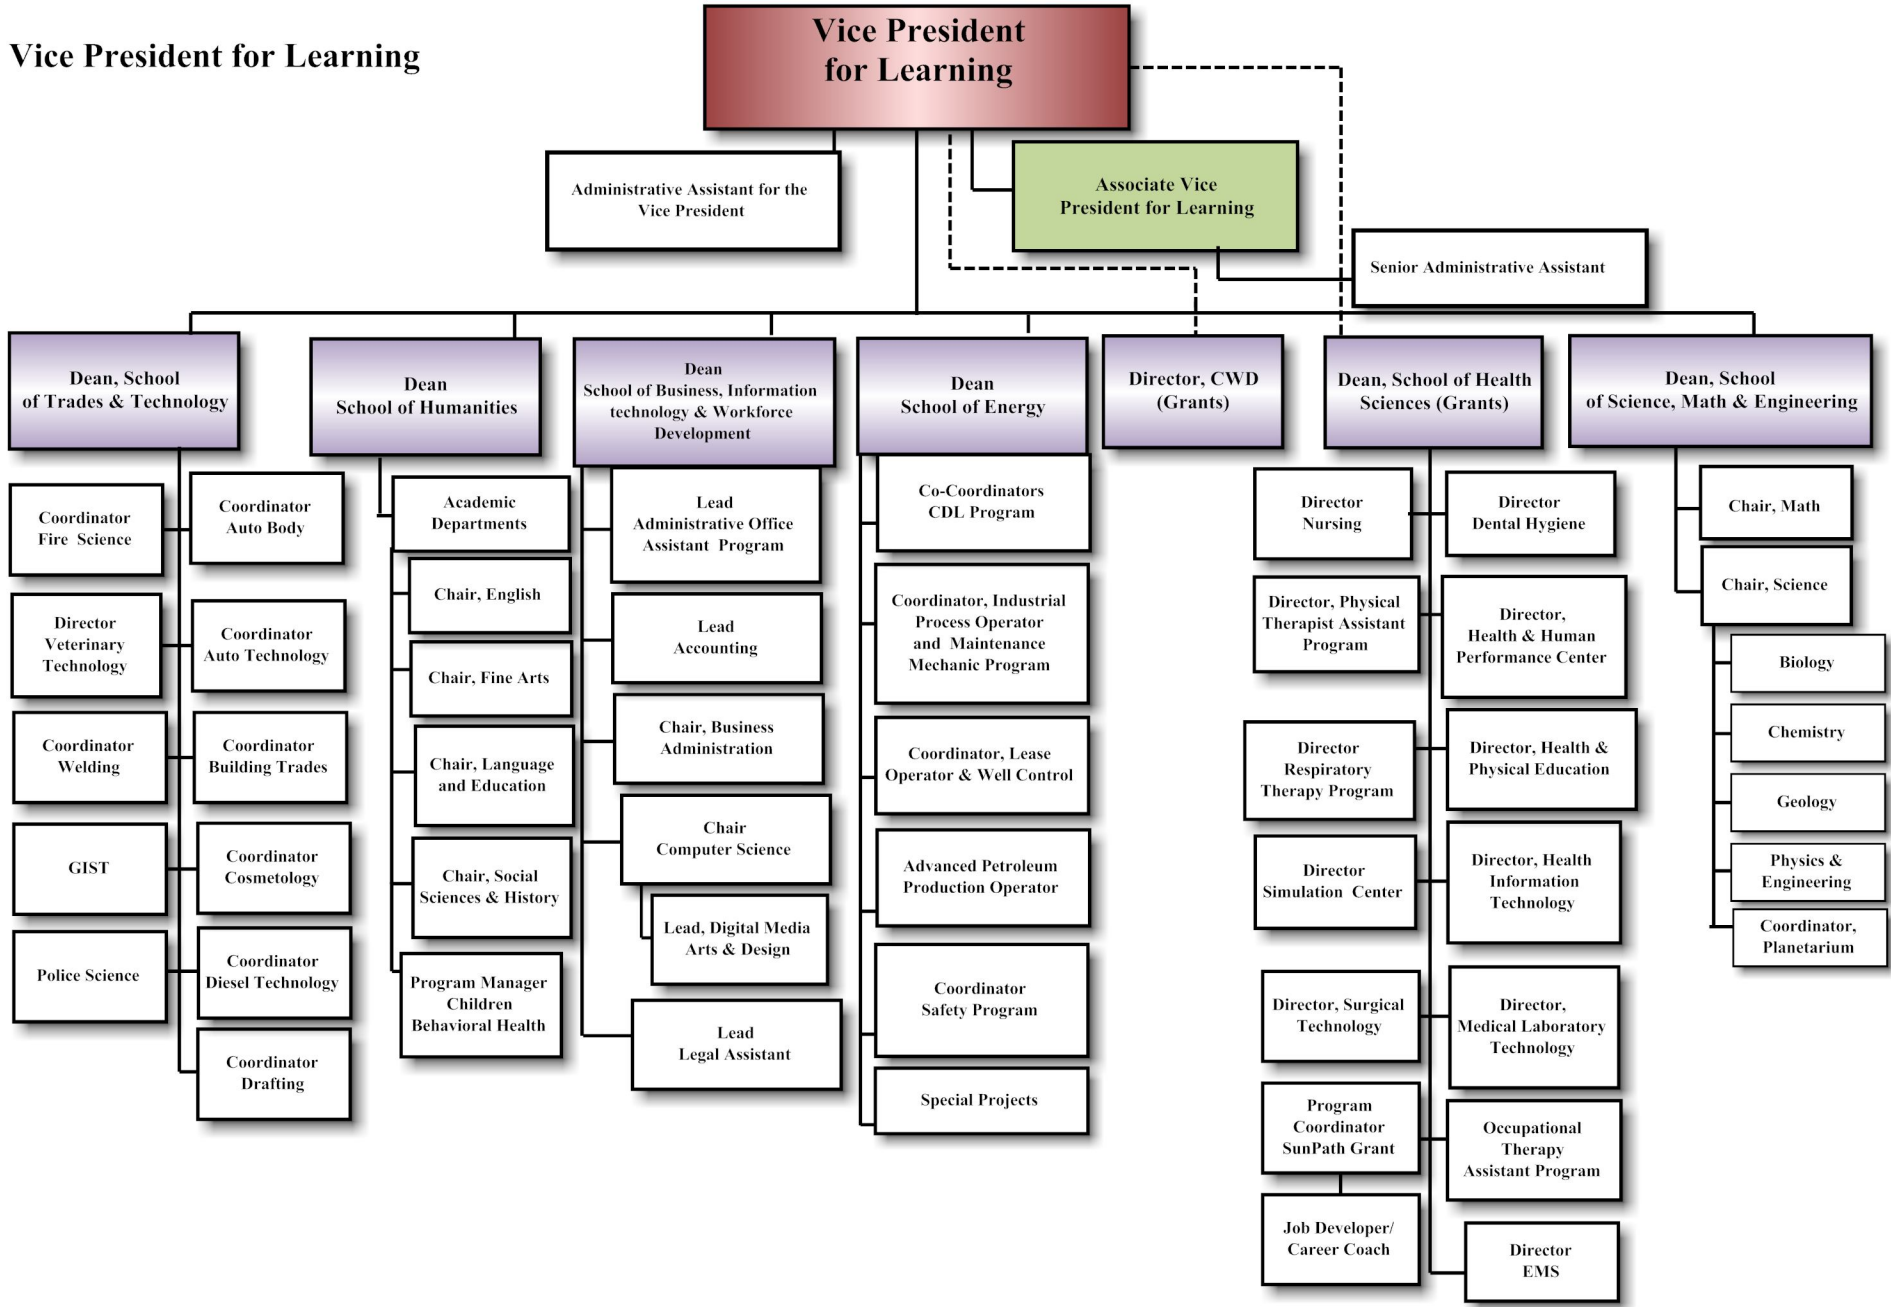 Vice President for Learning
Vice President
for Learning
Administrative Assistant for the
Vice President
Associate Vice
President for Learning
Senior Administrative Assistant
Dean, School
of Trades & Technology
Coordinator
Fire Science
Coordinator
Auto Body
Director
Veterinary
Technology
Coordinator
Auto Technology
Coordinator
Welding
Coordinator
Building Trades
GIST
Coordinator
Cosmetology
Police Science
Coordinator
Diesel Technology
Coordinator
Drafting
Dean
School of Humanities
Academic
Departments
Chair, English
Chair, Fine Arts
Chair, Language
and Education
Chair, Social
Sciences & History
Program Manager
Children
Behavioral Health
Dean
School of Business, Information
technology & Workforce
Development
Lead
Administrative Office
Assistant Program
Lead
Accounting
Chair, Business
Administration
Chair
Computer Science
Lead, Digital Media
Arts & Design
Lead
Legal Assistant
Dean
School of Energy
Co-Coordinators
CDL Program
Coordinator, Industrial
Process Operator
and Maintenance
Mechanic Program
Coordinator, Lease
Operator & Well Control
Advanced Petroleum
Production Operator
Coordinator
Safety Program
Special Projects
Director, CWD
(Grants)
Dean, School of Health
Sciences (Grants)
Director
Nursing
Director
Dental Hygiene
Director, Physical
Therapist Assistant
Program
Director,
Health & Human
Performance Center
Director
Respiratory
Therapy Program
Director, Health &
Physical Education
Director
Simulation Center
Director, Health
Information
Technology
Director, Surgical
Technology
Director,
Medical Laboratory
Technology
Program
Coordinator
SunPath Grant
Occupational
Therapy
Assistant Program
Job Developer/
Career Coach
Director
EMS
Dean, School
of Science, Math & Engineering
Chair, Math
Chair, Science
Biology
Chemistry
Geology
Physics &
Engineering
Coordinator,
Planetarium